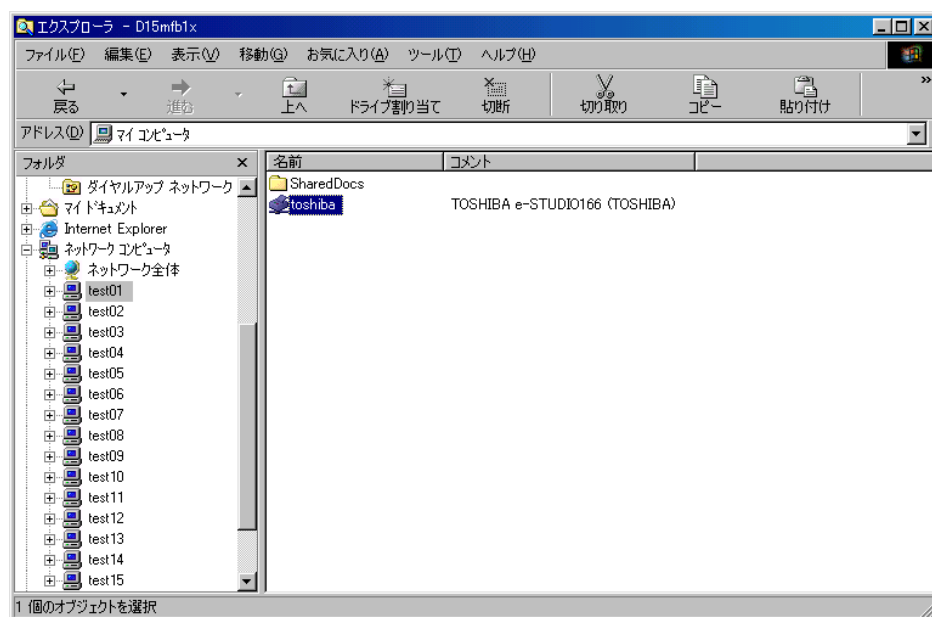 エクスプローラ - D15mfb1x
ファイル(F) 編集(E) 表示(V) 移動(G) お気に入り(A) ツール(T) ヘルプ(H)
戻る 進む 上へ ドライブ割り当て 切断 切り取り コピー 貼り付け »
アドレス(D) マイ コンピュータ
フォルダ × 名前 コメント
ダイヤルアップ ネットワーク
マイ ドキュメント
Internet Explorer
ネットワーク コンピュータ
ネットワーク全体
test01
test02
test03
test04
test05
test06
test07
test08
test09
test10
test11
test12
test13
test14
test15
SharedDocs
toshiba TOSHIBA e-STUDIO166 (TOSHIBA)
1 個のオブジェクトを選択